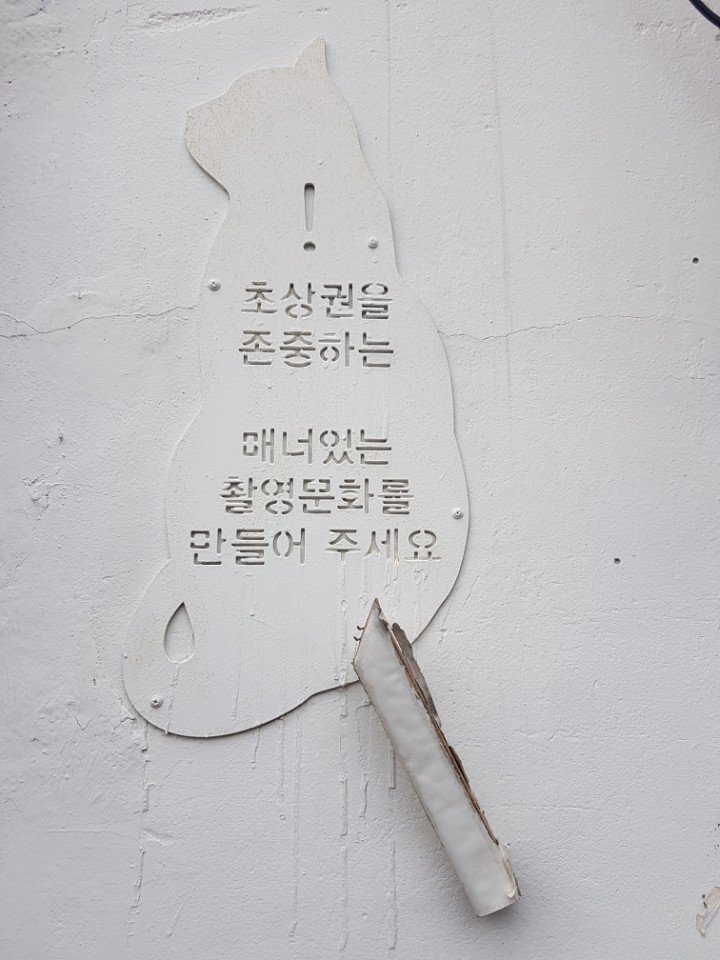 !
초상권을
존중하는
매너있는
촬영문화를
만들어 주세요